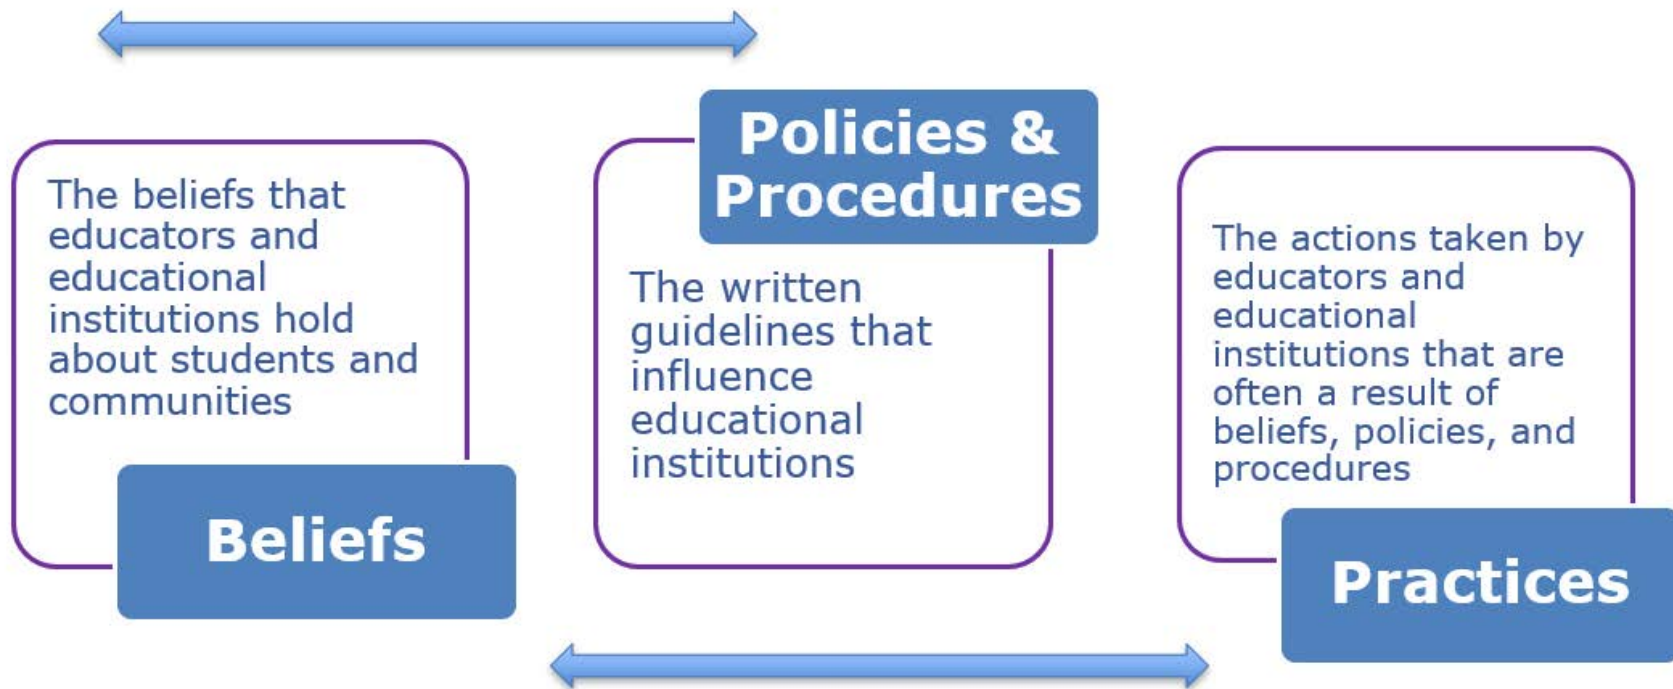 The beliefs that
educators and
educational
institutions hold
about students and
communities
Beliefs
Policies &
Procedures
The written
guidelines that
influence
educational
institutions
The actions taken by
educators and
educational
institutions that are
often a result of
beliefs, policies, and
procedures
Practices